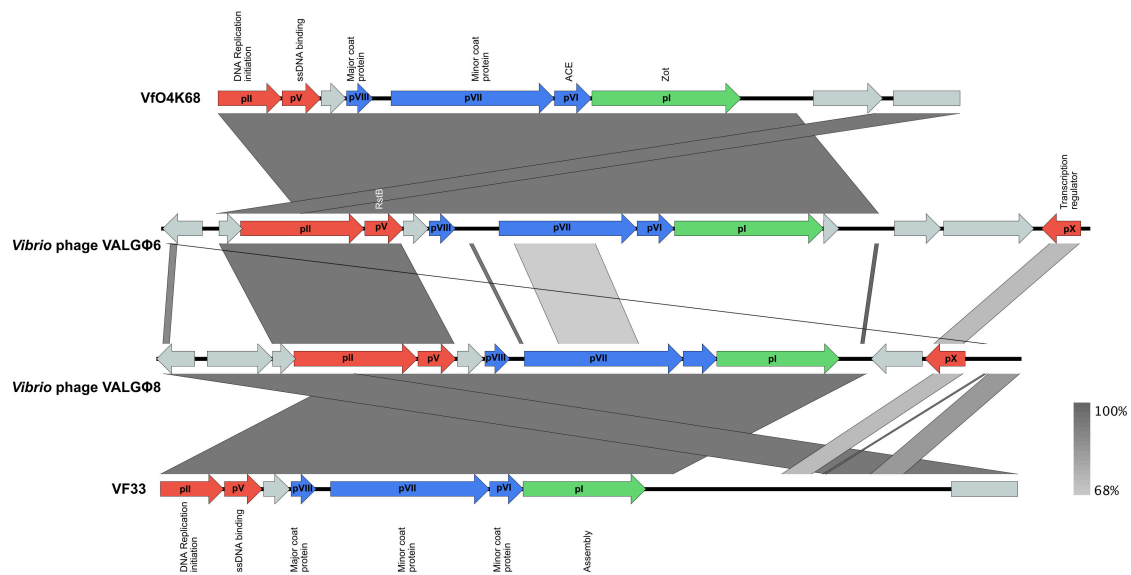 DNA Replication
initiation
ssDNA binding
Major coat
protein
Minor coat
protein
ACE
Zot
VfO4K68
pII
pV
pVIII
pVII
pVI
pI
RstB
Transcription
regulator
Vibrio phage VALGΦ6
pII
pV
pVIII
pVII
pVI
pI
pX
Vibrio phage VALGΦ8
pII
pV
pVIII
pVII
pI
pX
100%
68%
VF33
pII
pV
pVIII
pVII
pVI
pI
DNA Replication
initiation
ssDNA binding
Major coat
protein
Minor coat
protein
Minor coat
protein
Assembly